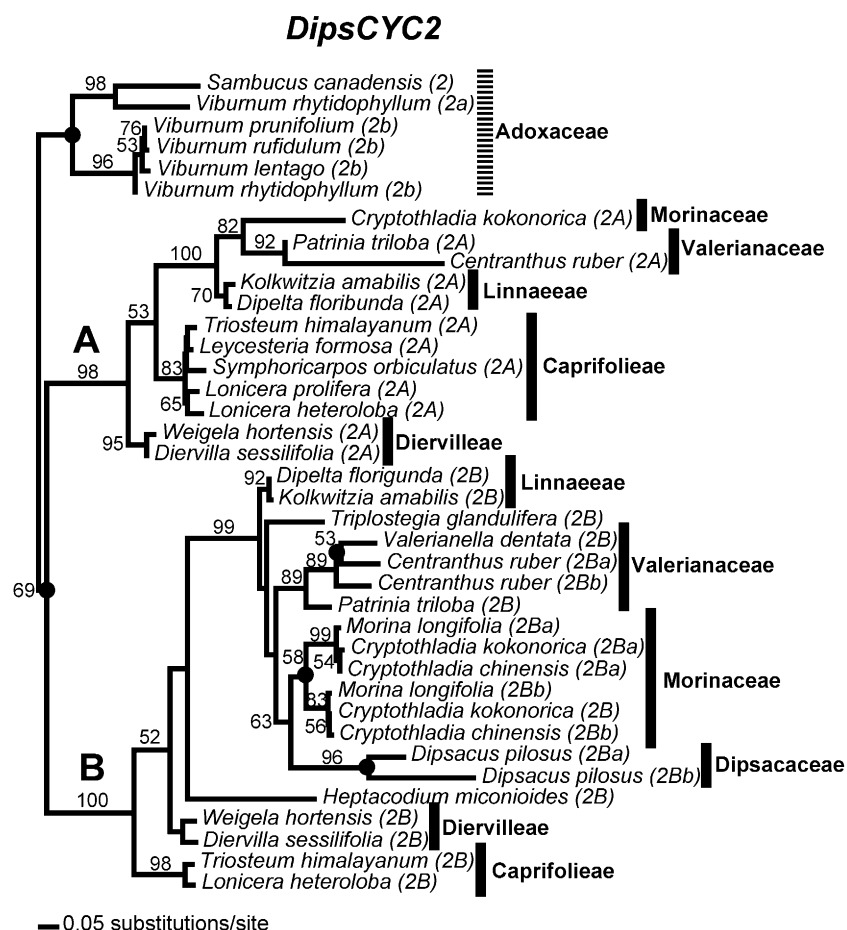 DipsCYC2
98
Sambucus canadensis (2)
Viburnum rhytidophyllum (2a)
76 Viburnum prunifolium (2b)
Adoxaceae
53 Viburnum rufidulum (2b)
96 Viburnum lentago (2b)
Viburnum rhytidophyllum (2b)
82 Cryptothladia kokonorica (2A) Morinaceae
92 Patrinia triloba (2A) Valerianaceae
100 Centranthus ruber (2A)
Kolkwitzia amabilis (2A) Linnaeeae
70 Dipelta floribunda (2A)
53 Triosteum himalayanum (2A)
A Leycesteria formosa (2A)
98 83 Symphoricarpos orbiculatus (2A) Caprifolieae
Lonicera prolifera (2A)
65 Lonicera heteroloba (2A)
Weigela hortensis (2A) Diervilleae
95 Diervilla sessilifolia (2A)
92 Dipelta florigunda (2B) Linnaeeae
Kolkwitzia amabilis (2B)
99 Triplostegia glandulifera (2B)
53 Valerianella dentata (2B)
89 Centranthus ruber (2Ba) Valerianaceae
89 Centranthus ruber (2Bb)
69
Patrinia triloba (2B)
99 Morina longifolia (2Ba)
58 Cryptothladia kokonorica (2Ba)
54 Cryptothladia chinensis (2Ba) Morinaceae
83 Morina longifolia (2Bb)
63 Cryptothladia kokonorica (2B)
56 Cryptothladia chinensis (2Bb)
52
96 Dipsacus pilosus (2Ba) Dipsacaceae
B Dipsacus pilosus (2Bb)
100 Heptacodium miconioides (2B)
Weigela hortensis (2B) Diervilleae
Diervilla sessilifolia (2B)
98 Triosteum himalayanum (2B) Caprifolieae
Lonicera heteroloba (2B)
0.05 substitutions/site